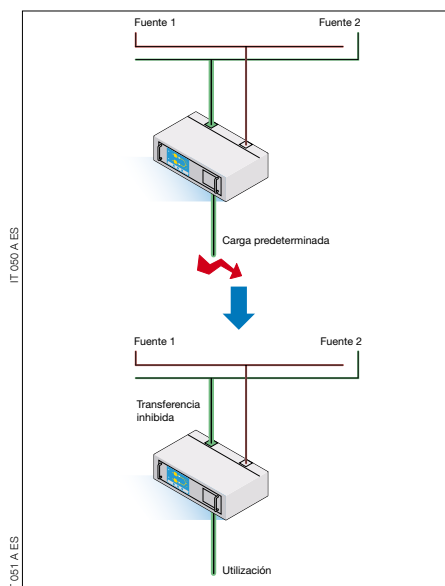 Fuente 1
Fuente 2
Carga predeterminada
IT 050 A ES
Fuente 1
Fuente 2
Transferencia
inhibida
Utilización
051 A ES